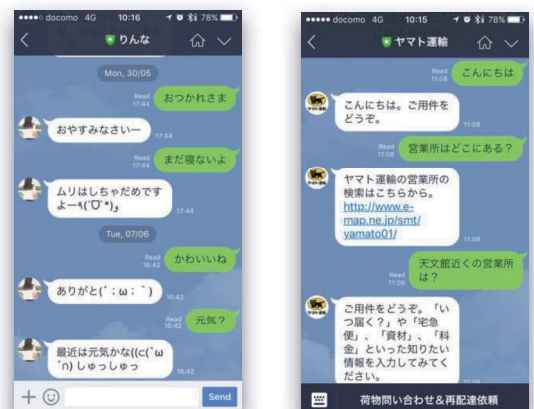 docomo 4G 10:16 78%
りんな
Mon, 30/05
Read
17:44
おつかれさま
おやすみなさいー
17:44
Read
17:44
まだ寝ないよ
ムリはしちゃだめです
よー٩(ˊᗜˋ*)و
17:44
Tue, 07/06
Read
16:42
かわいいね
ありがと(´；ω；｀)
16:42
Read
16:42
元気？
最近は元気かな((⊂(`ω
´∩) しゅっしゅっ
16:42
Send
docomo 4G 10:15 78%
ヤマト運輸
Read
11:08
こんにちは
こんにちは。ご用件を
どうぞ。
11:08
Read
11:08
営業所はどこにある？
ヤマト運輸の営業所の
検索はこちらから。
http://www.e-
map.ne.jp/smt/
yamato01/
11:08
Read
11:09
天文館近くの営業所
は？
ご用件をどうぞ。「い
つ届く？」や「宅急
便」、「資材」、「料
金」といった知りたい
情報を入力してみてく
ださい。
11:09
荷物問い合わせ＆再配達依頼